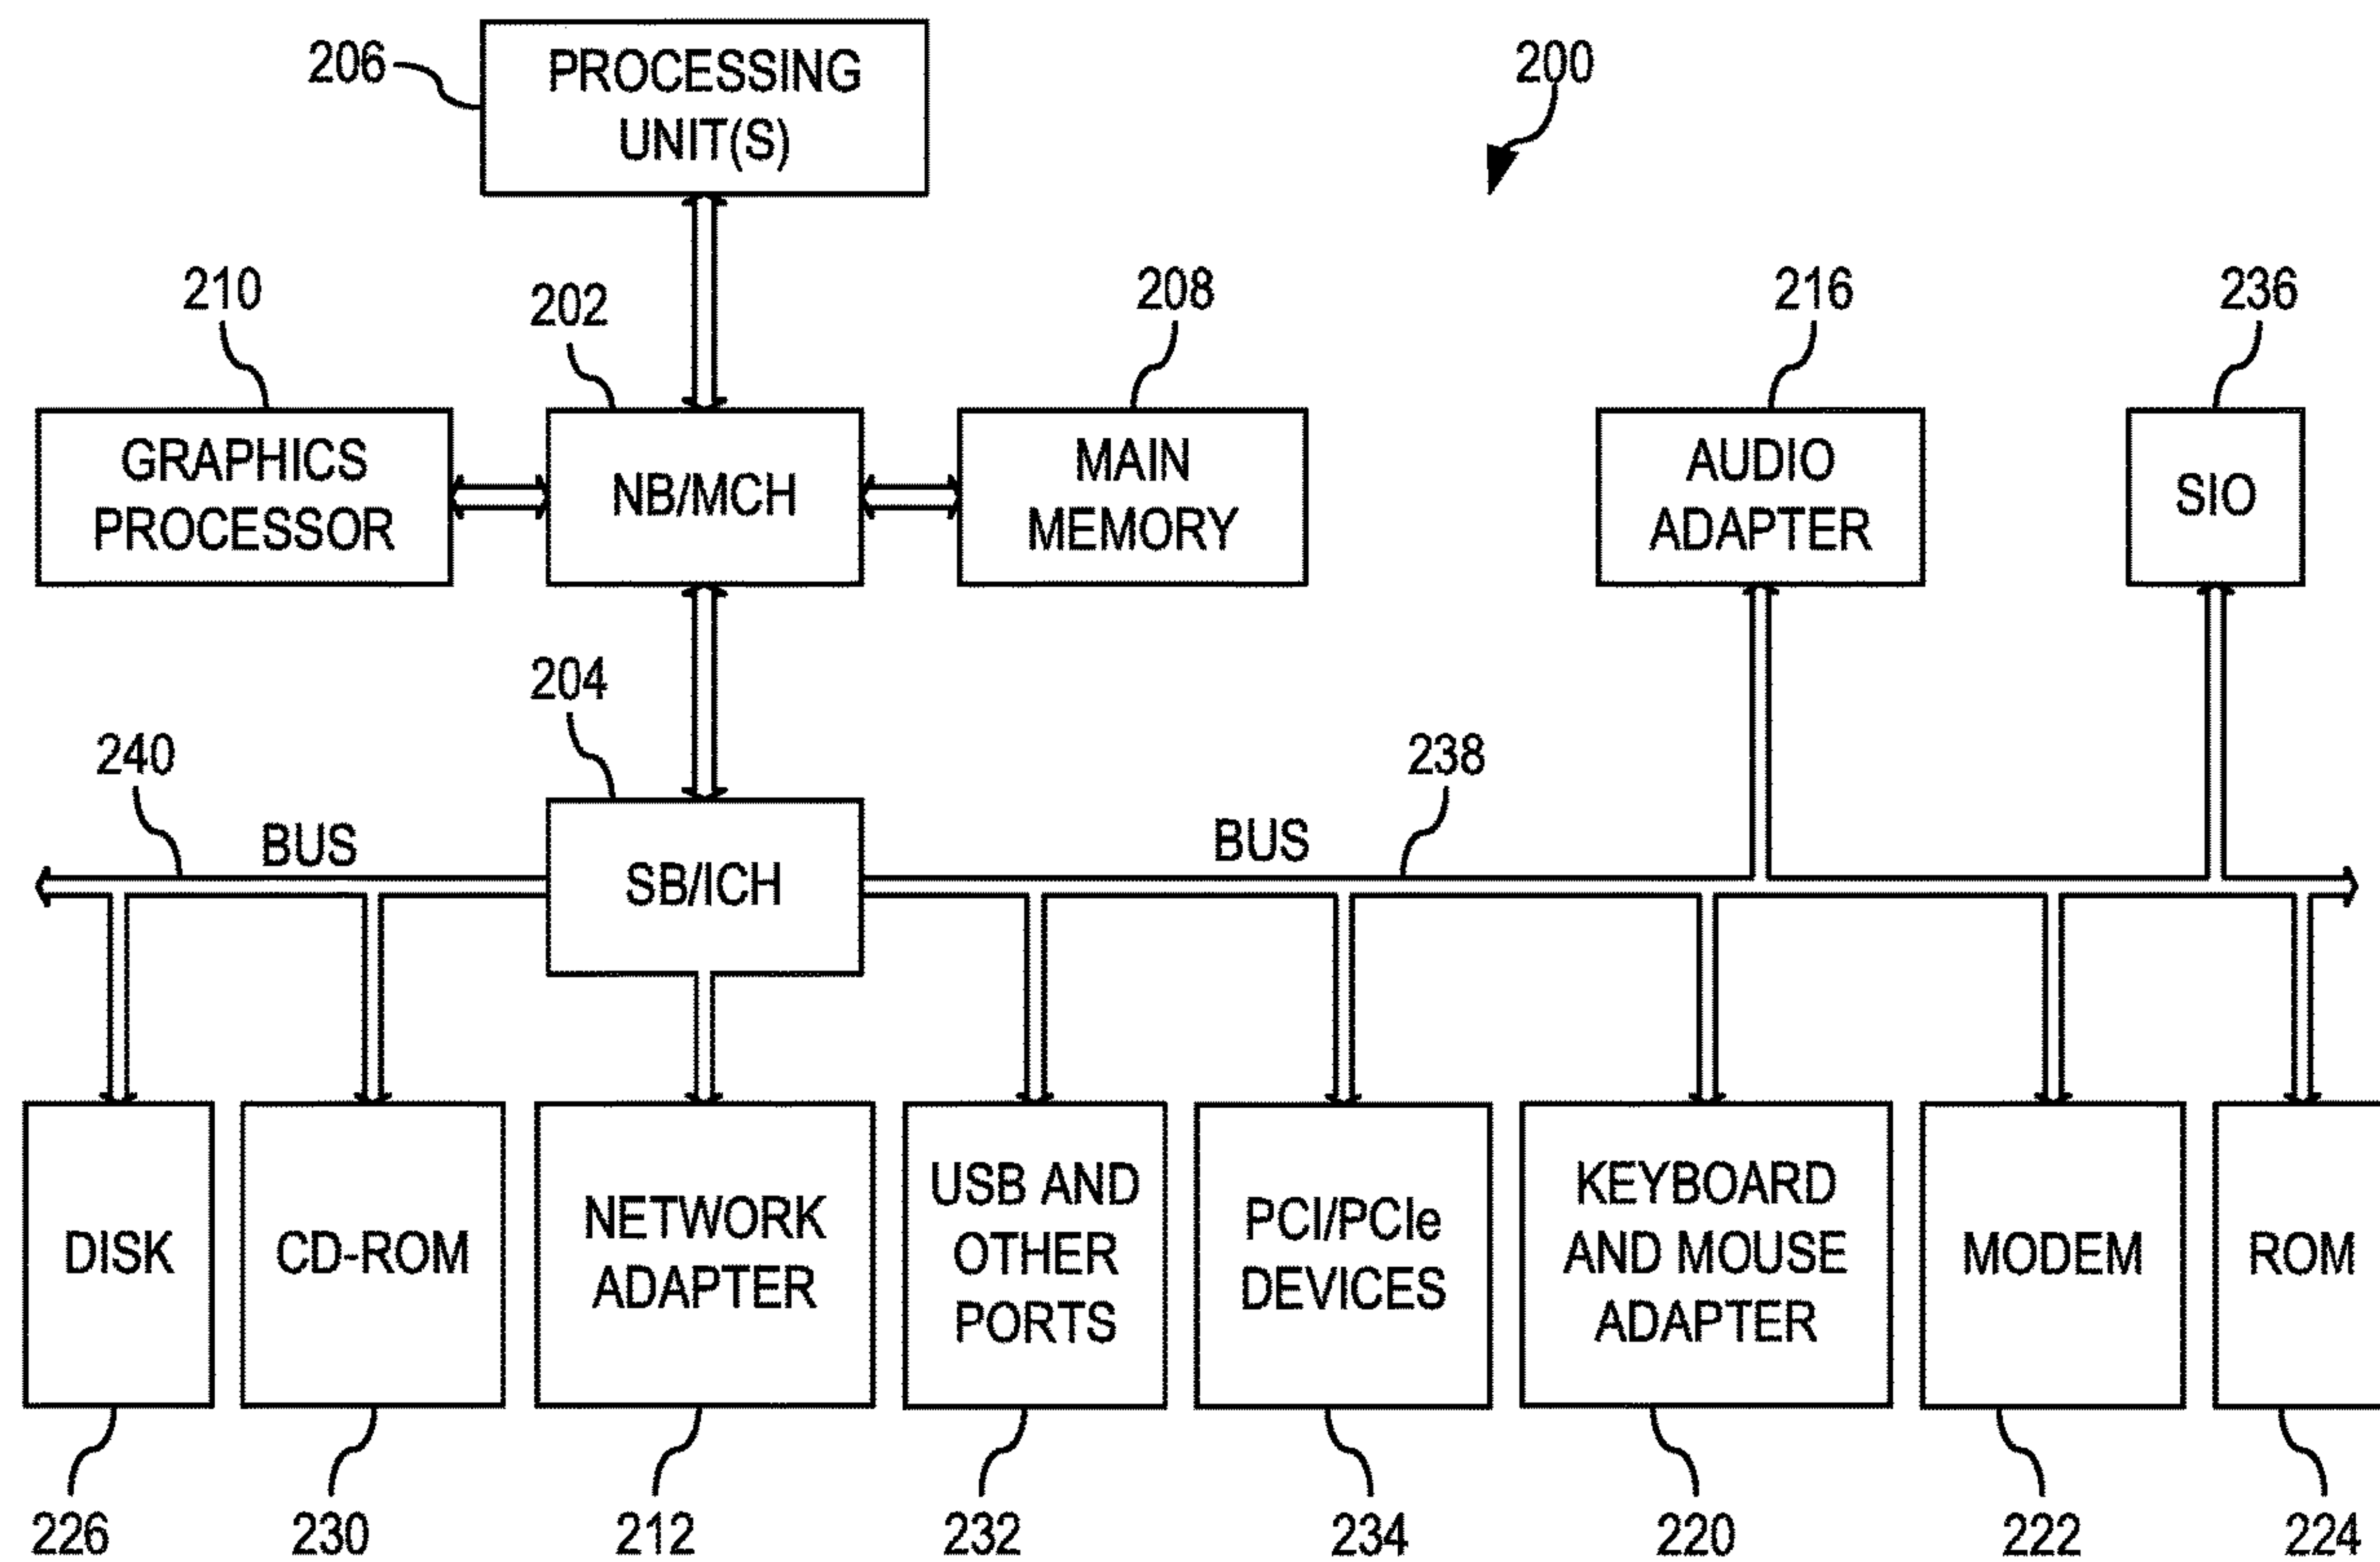 206
PROCESSING
UNIT(S)
200
210
202
208
216
236
GRAPHICS
PROCESSOR
NB/MCH
MAIN
MEMORY
AUDIO
ADAPTER
SIO
204
240
238
BUS
BUS
SB/ICH
DISK
CD-ROM
NETWORK
ADAPTER
USB AND
OTHER
PORTS
PCI/PCIe
DEVICES
KEYBOARD
AND MOUSE
ADAPTER
MODEM
ROM
226
230
212
232
234
220
222
224